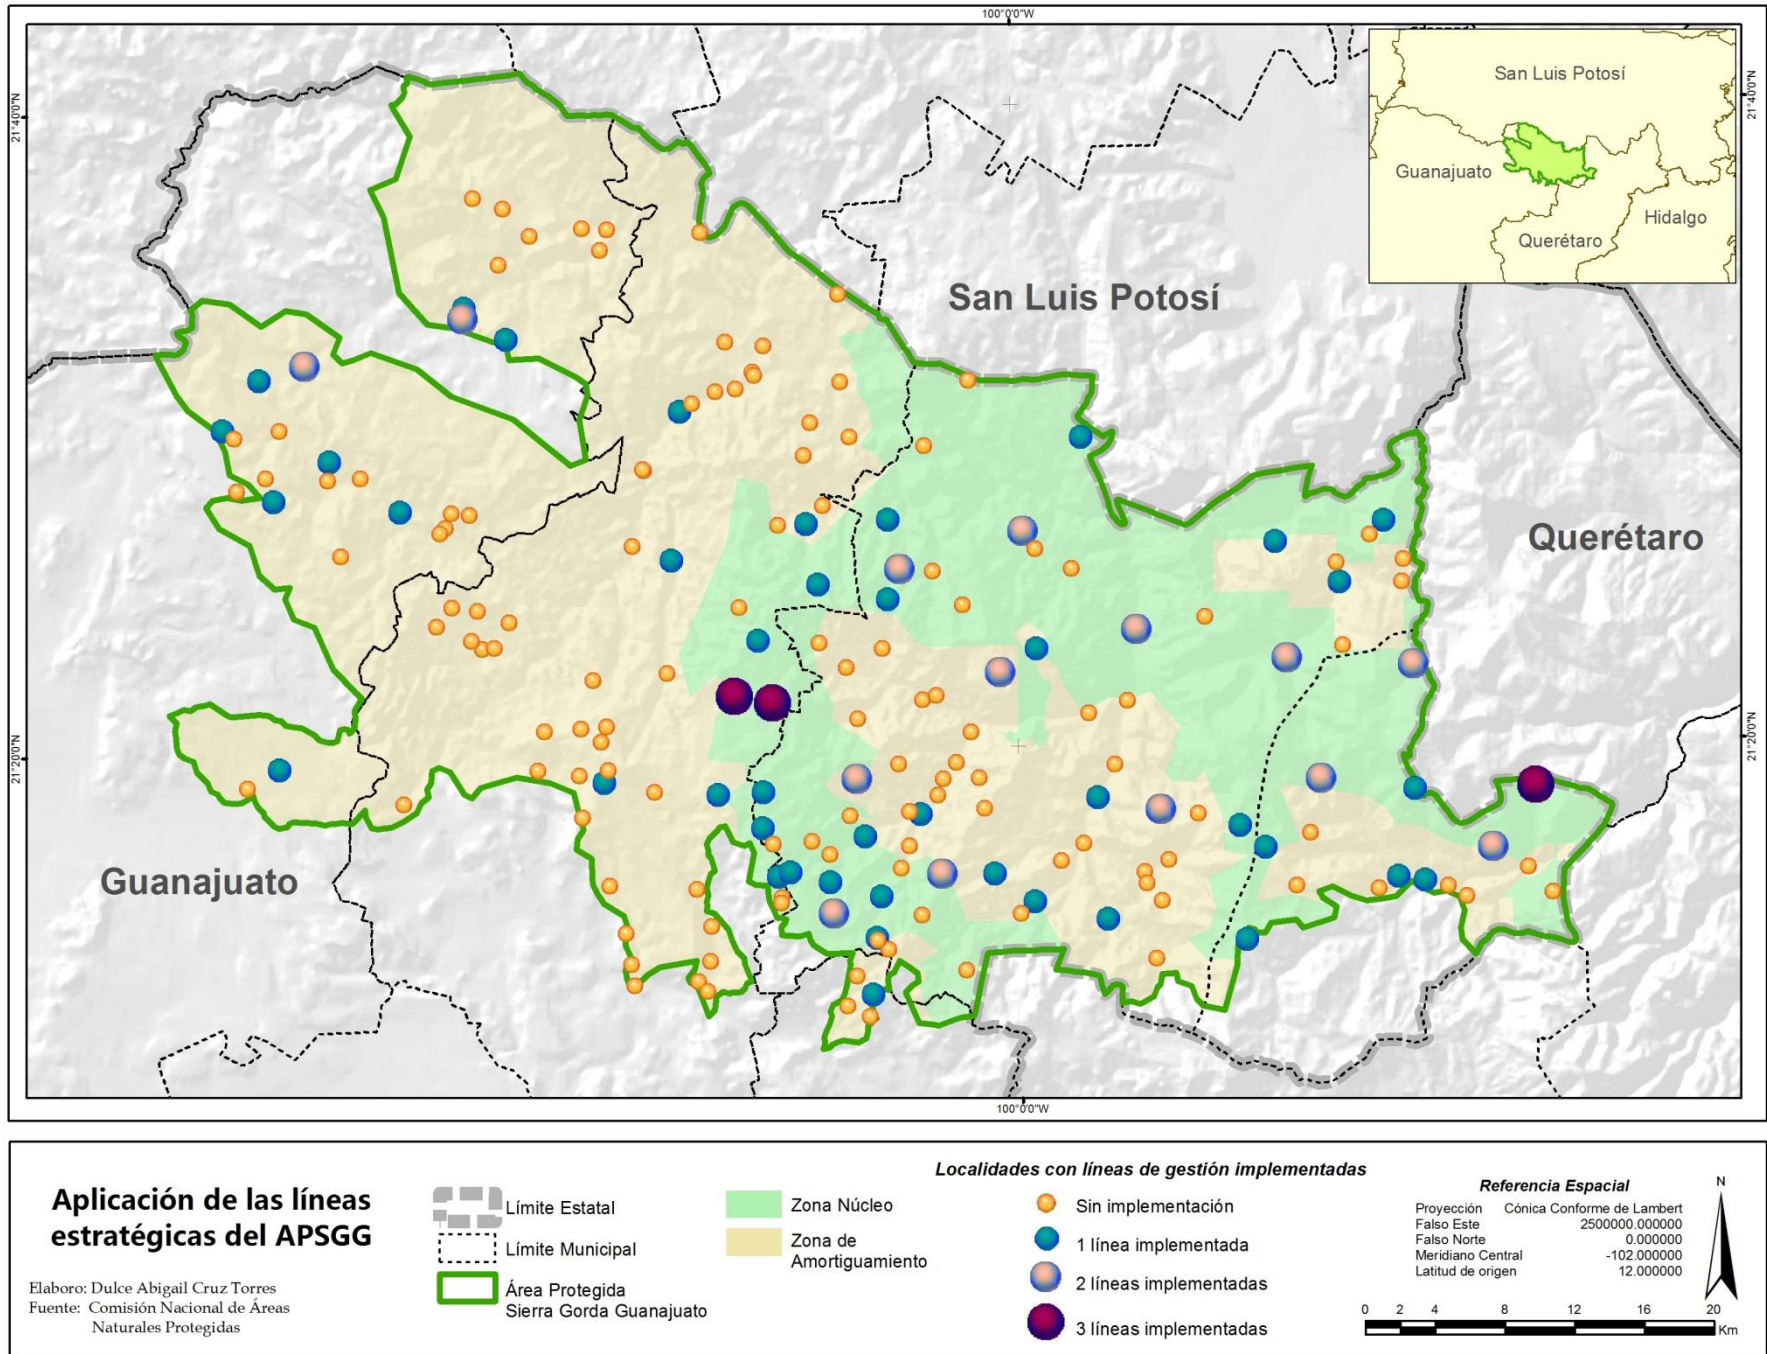 100°0'0"W
21°40'0"N
21°40'0"N
San Luis Potosí
Guanajuato
Hidalgo
Querétaro
San Luis Potosí
Querétaro
21°20'0"N
21°20'0"N
Guanajuato
100°0'0"W
Aplicación de las líneas
estratégicas del APSGG
Elaboro: Dulce Abigail Cruz Torres
Fuente: Comisión Nacional de Áreas
Naturales Protegidas
Límite Estatal
Límite Municipal
Área Protegida
Sierra Gorda Guanajuato
Zona Núcleo
Zona de
Amortiguamiento
Localidades con líneas de gestión implementadas
Sin implementación
1 línea implementada
2 líneas implementadas
3 líneas implementadas
Referencia Espacial
Proyección Cónica Conforme de Lambert
Falso Este 2500000.000000
Falso Norte 0.000000
Meridiano Central -102.000000
Latitud de origen 12.000000
N
0 2 4 8 12 16 20
Km